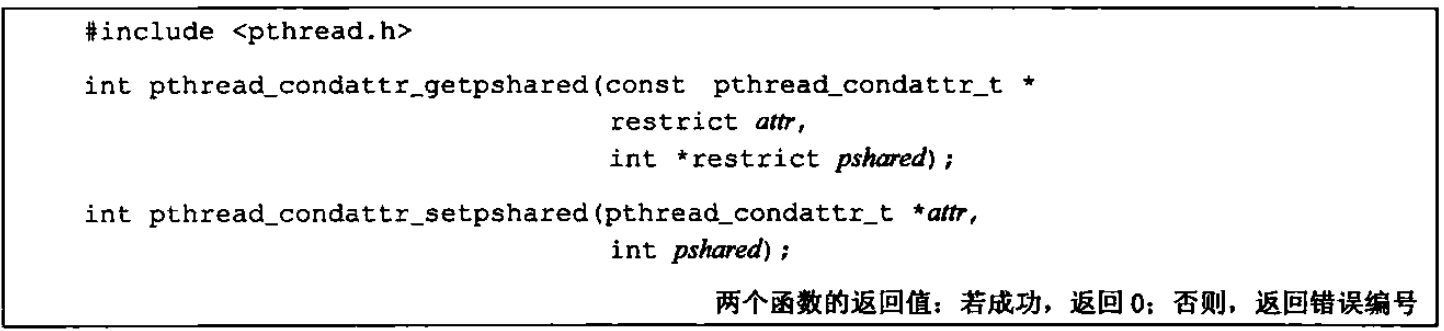 #include <pthread.h>
int pthread_condattr_getpshared(const pthread_condattr_t *
restrict attr,
int *restrict pshared);
int pthread_condattr_setpshared(pthread_condattr_t *attr,
int pshared);
两个函数的返回值：若成功，返回0；否则，返回错误编号